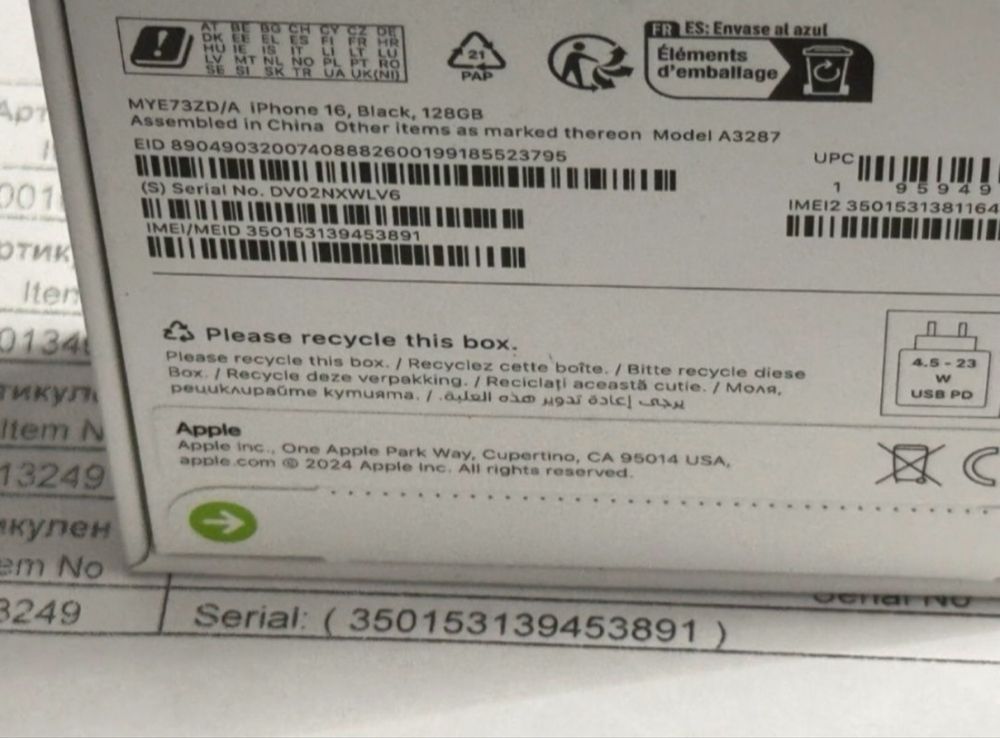 AT BE BG CH CY CZ DE
DK EE EL ES FI FR HR
HU IE IS IT LI LT LU
LV MT NL NO PL PT RO
SE SI SK TR UA UK(NI)
21
PAP
FR ES: Envase al azul
Éléments
d'emballage
MYE73ZD/A iPhone 16, Black, 128GB
Assembled in China Other items as marked thereon Model A3287
EID 89049032007408882600199185523795
UPC
1 95949
(S) Serial No. DV02NXWLV6
IMEI2 3501531381164
IMEI/MEID 350153139453891
Please recycle this box.
Please recycle this box. / Recyclez cette boîte. / Bitte recycle diese
Box. / Recycle deze verpakking. / Reciclați această cutie. / Моля,
рециклирайте кутията. / يرجى إعادة تدوير هذه العلبة.
4.5 - 23
W
USB PD
Apple
Apple Inc., One Apple Park Way, Cupertino, CA 95014 USA,
apple.com © 2024 Apple Inc. All rights reserved.
Item N
13249
em No
3249
Serial No
Serial: ( 350153139453891 )